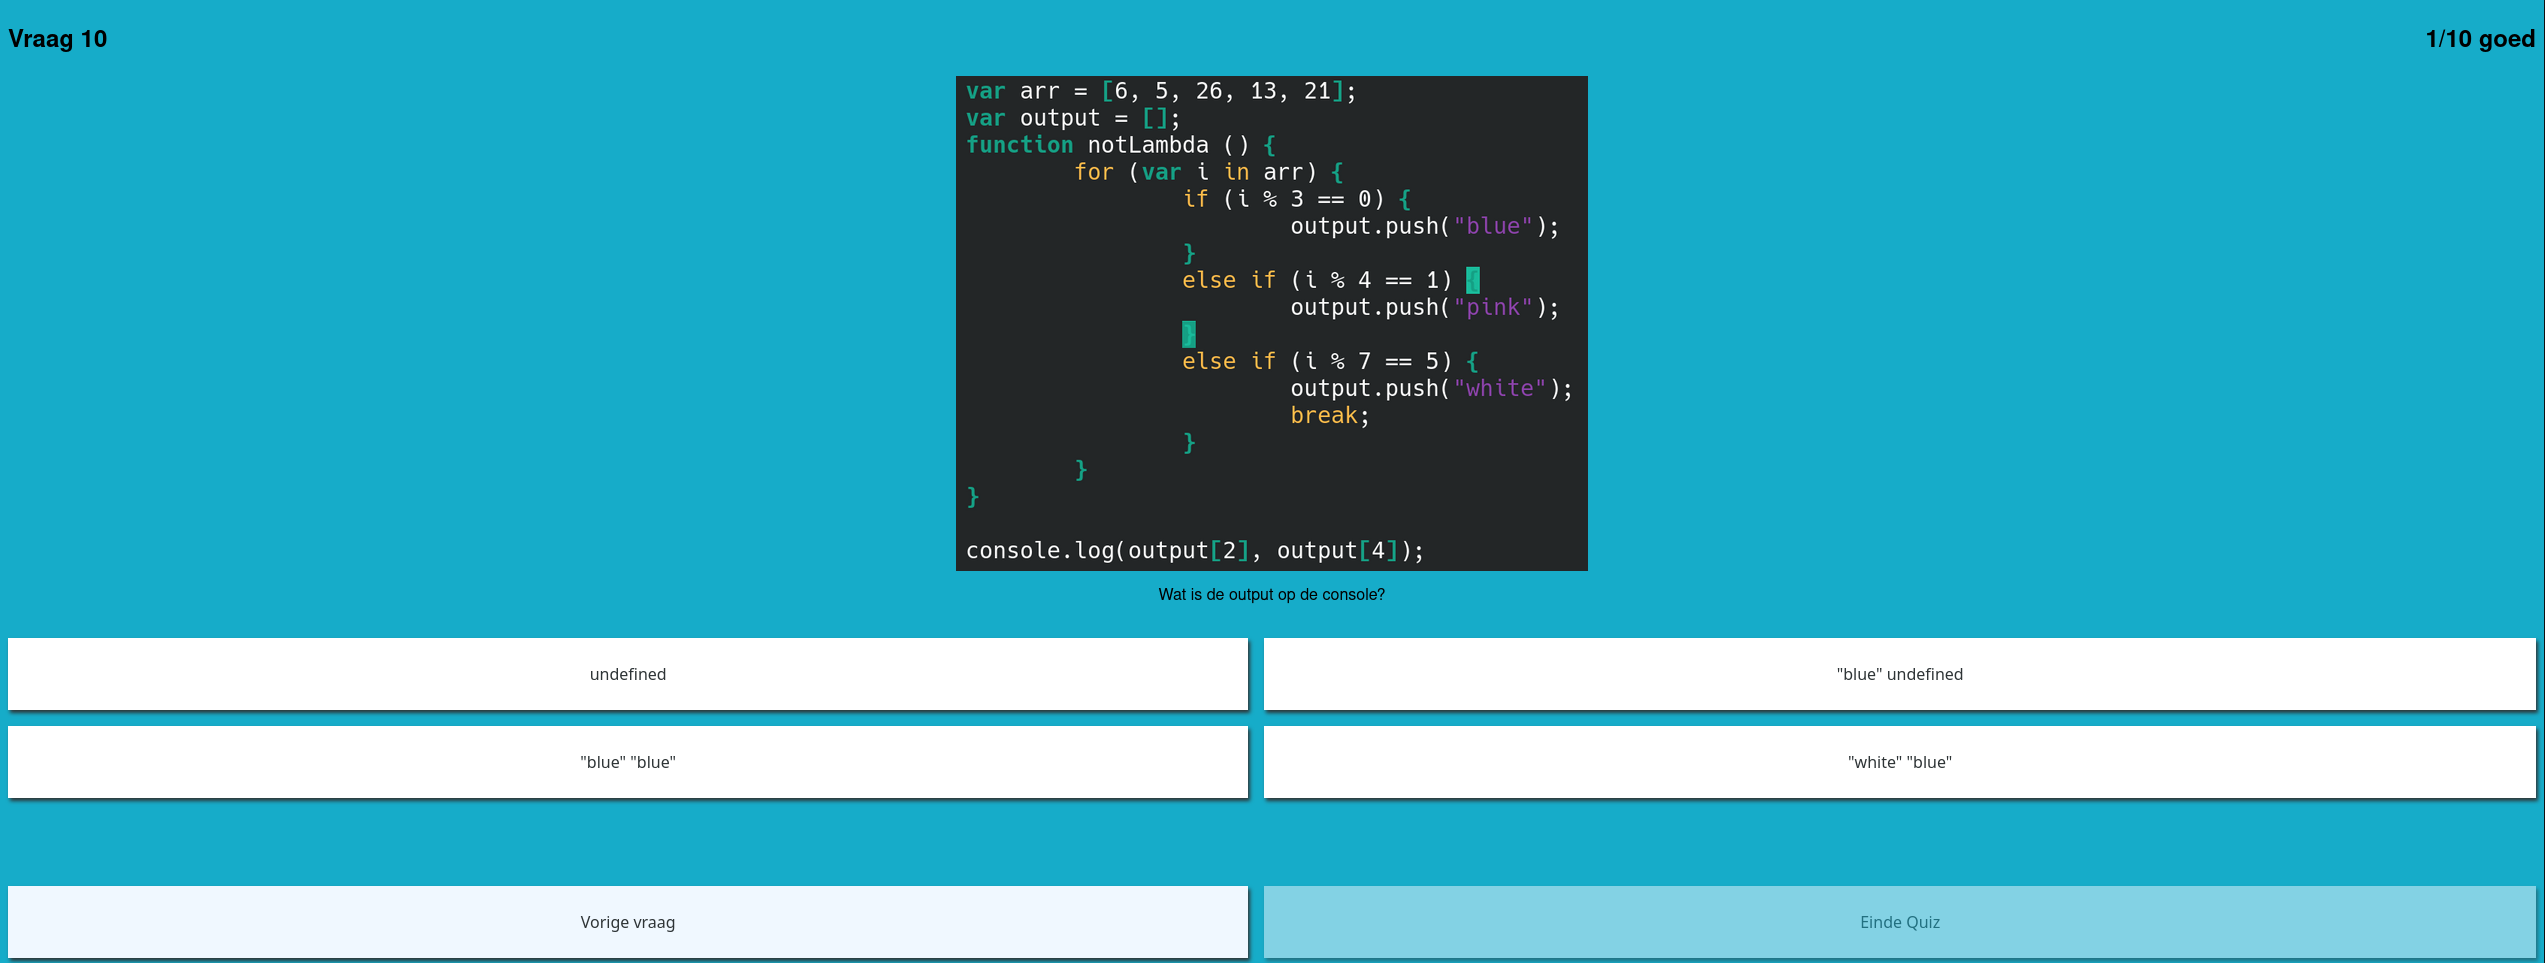 Vraag 10
1/10 goed
var arr = [6, 5, 26, 13, 21];
var output = [];
function notLambda () {
for (var i in arr) {
if (i % 3 == 0) {
output.push("blue");
}
else if (i % 4 == 1) {
output.push("pink");
}
else if (i % 7 == 5) {
output.push("white");
break;
}
}
}
console.log(output[2], output[4]);
Wat is de output op de console?
undefined
"blue" undefined
"blue" "blue"
"white" "blue"
Vorige vraag
Einde Quiz